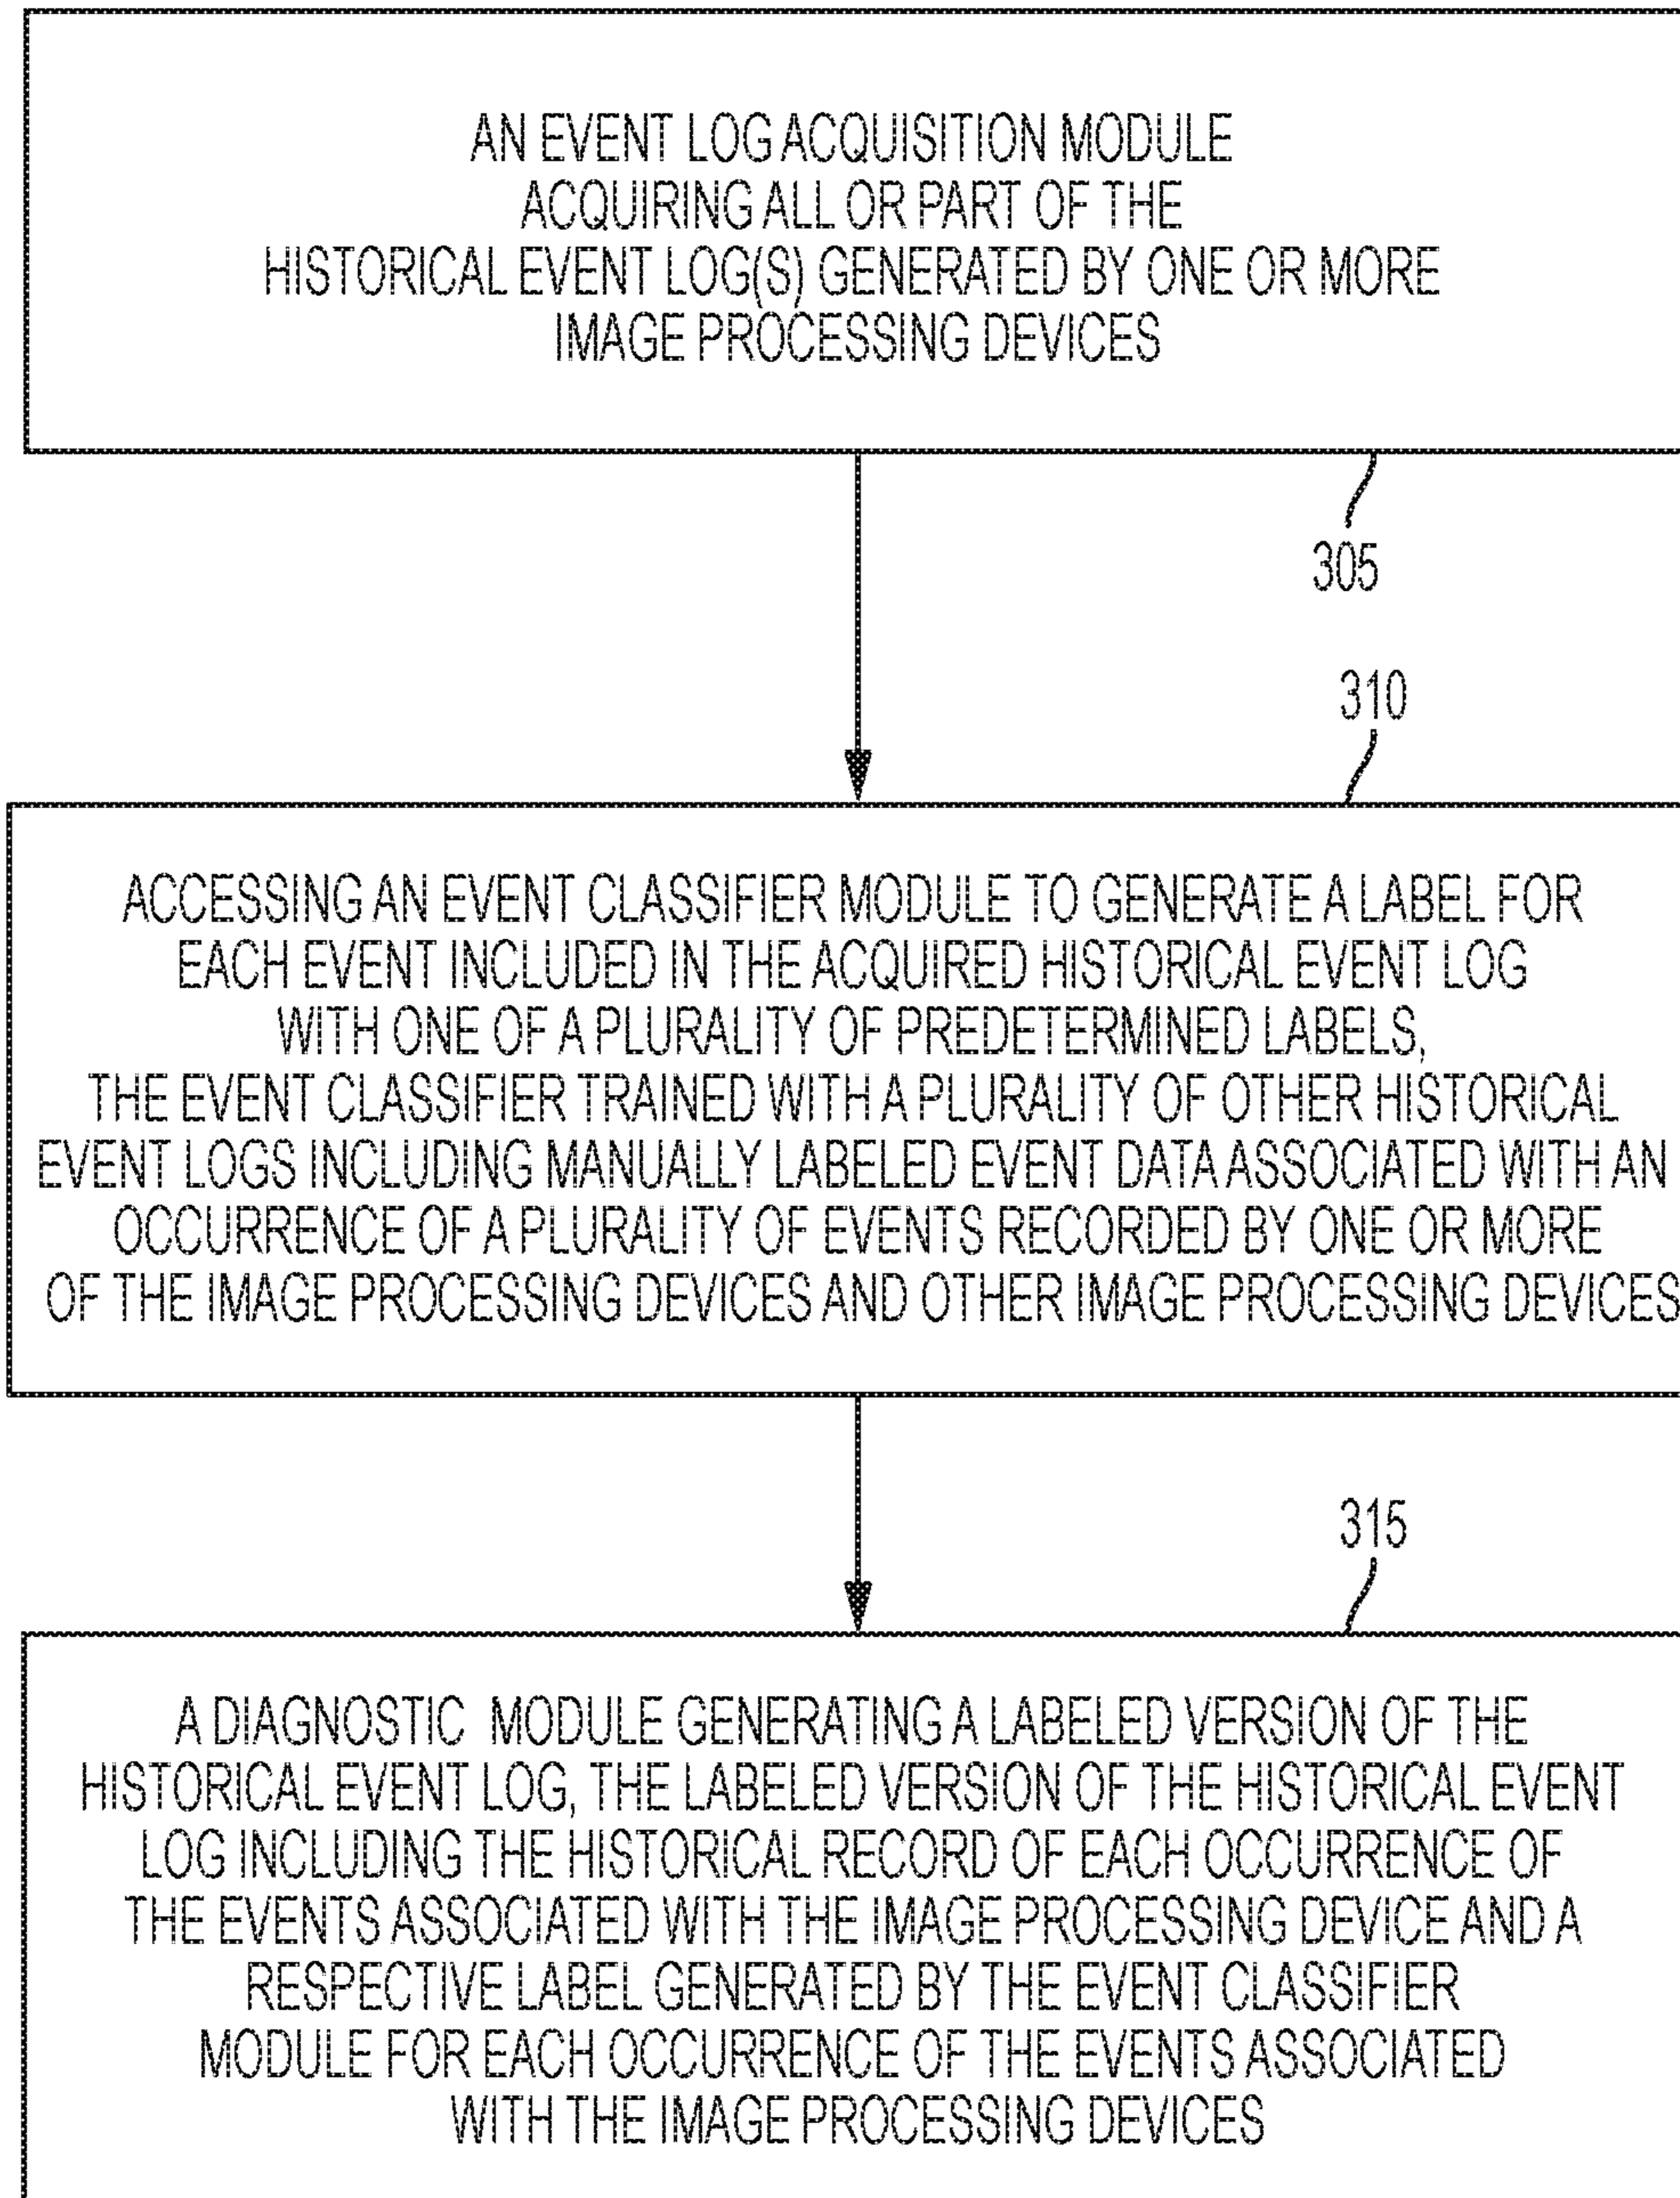 AN EVENT LOG ACQUISITION MODULE
ACQUIRING ALL OR PART OF THE
HISTORICAL EVENT LOG(S) GENERATED BY ONE OR MORE
IMAGE PROCESSING DEVICES
305
310
ACCESSING AN EVENT CLASSIFIER MODULE TO GENERATE A LABEL FOR
EACH EVENT INCLUDED IN THE ACQUIRED HISTORICAL EVENT LOG
WITH ONE OF A PLURALITY OF PREDETERMINED LABELS,
THE EVENT CLASSIFIER TRAINED WITH A PLURALITY OF OTHER HISTORICAL
EVENT LOGS INCLUDING MANUALLY LABELED EVENT DATA ASSOCIATED WITH AN
OCCURRENCE OF A PLURALITY OF EVENTS RECORDED BY ONE OR MORE
OF THE IMAGE PROCESSING DEVICES AND OTHER IMAGE PROCESSING DEVICES
315
A DIAGNOSTIC MODULE GENERATING A LABELED VERSION OF THE
HISTORICAL EVENT LOG, THE LABELED VERSION OF THE HISTORICAL EVENT
LOG INCLUDING THE HISTORICAL RECORD OF EACH OCCURRENCE OF
THE EVENTS ASSOCIATED WITH THE IMAGE PROCESSING DEVICE AND A
RESPECTIVE LABEL GENERATED BY THE EVENT CLASSIFIER
MODULE FOR EACH OCCURRENCE OF THE EVENTS ASSOCIATED
WITH THE IMAGE PROCESSING DEVICES